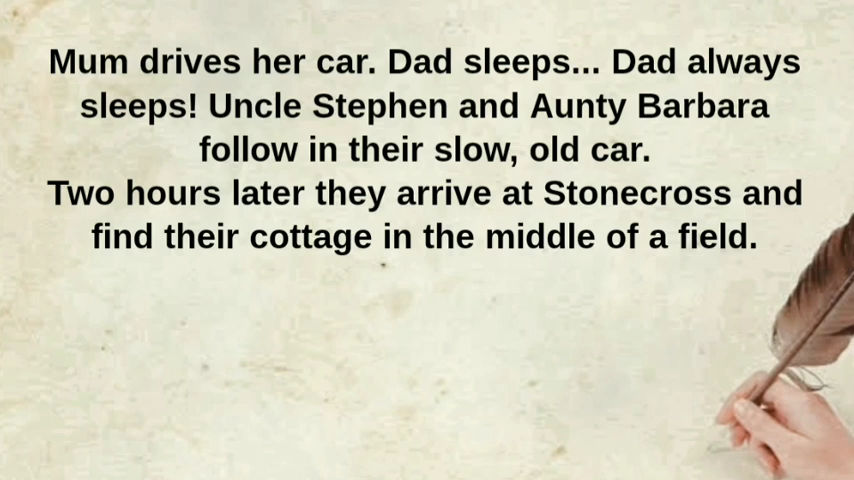 Mum drives her car. Dad sleeps... Dad always
sleeps! Uncle Stephen and Aunty Barbara
follow in their slow, old car.
Two hours later they arrive at Stonecross and
find their cottage in the middle of a field.